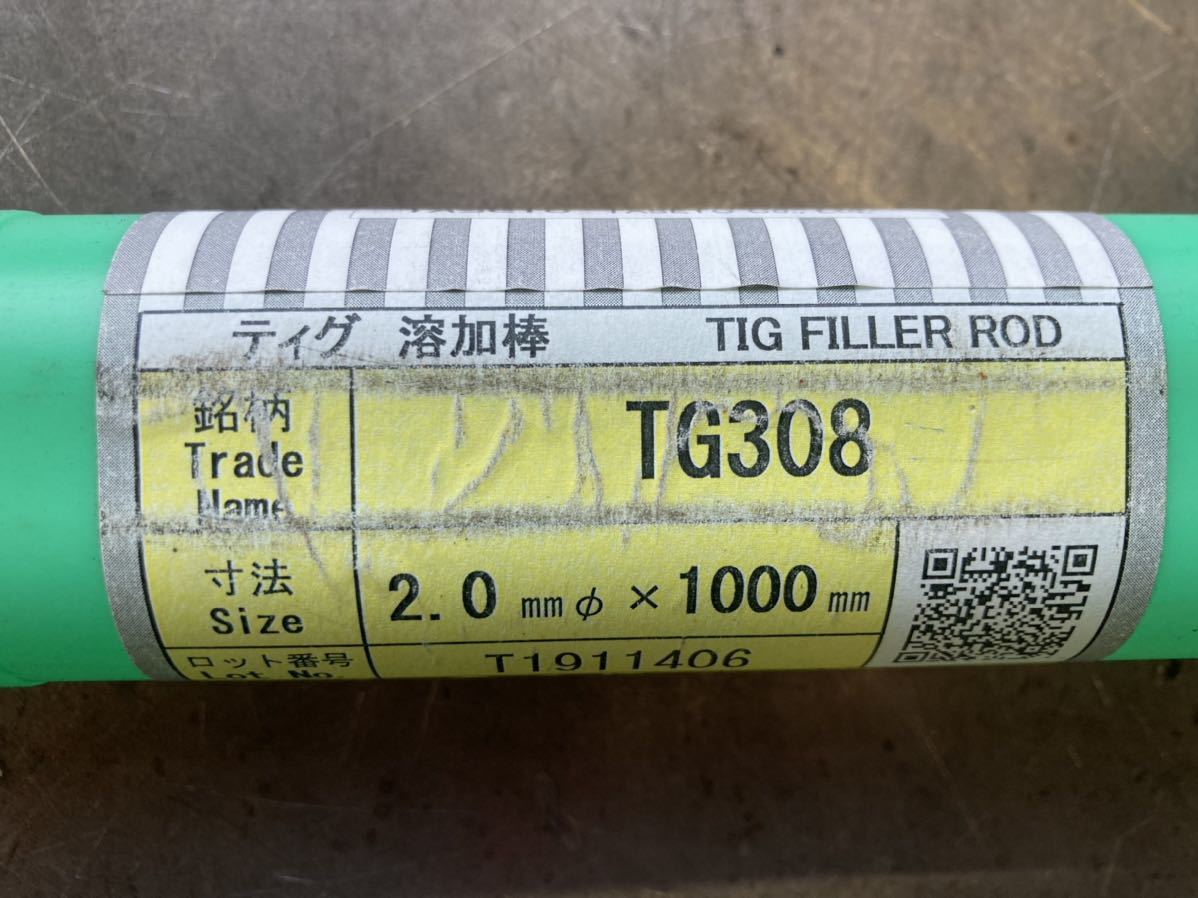 ティグ 溶加棒 TIG FILLER ROD
銘柄
Trade
Name
TG308
寸法
Size
2.0 mmφ × 1000 mm
ロット番号
Lot No.
T1911406